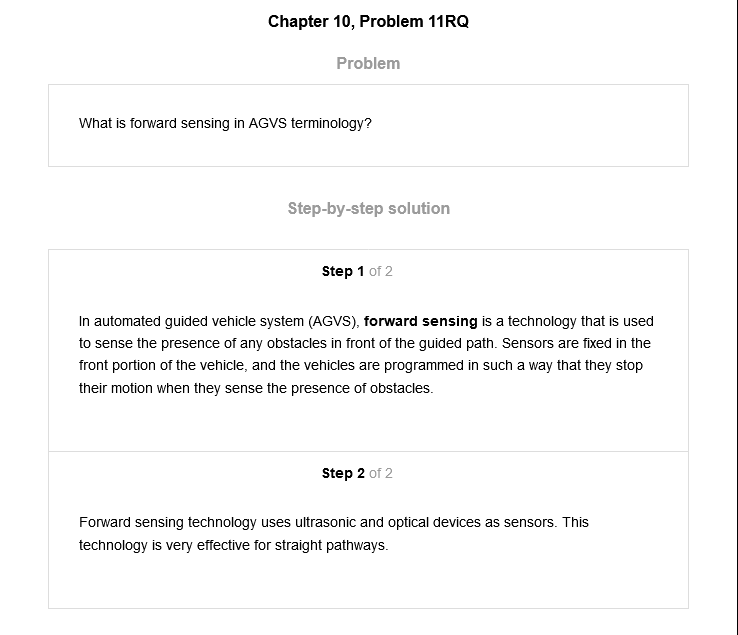 Chapter 10, Problem 11RQ
Problem
What is forward sensing in AGVS terminology?
Step-by-step solution
Step 1 of 2
In automated guided vehicle system (AGVS), forward sensing is a technology that is used
to sense the presence of any obstacles in front of the guided path. Sensors are fixed in the
front portion of the vehicle, and the vehicles are programmed in such a way that they stop
their motion when they sense the presence of obstacles.
Step 2 of 2
Forward sensing technology uses ultrasonic and optical devices as sensors. This
technology is very effective for straight pathways.